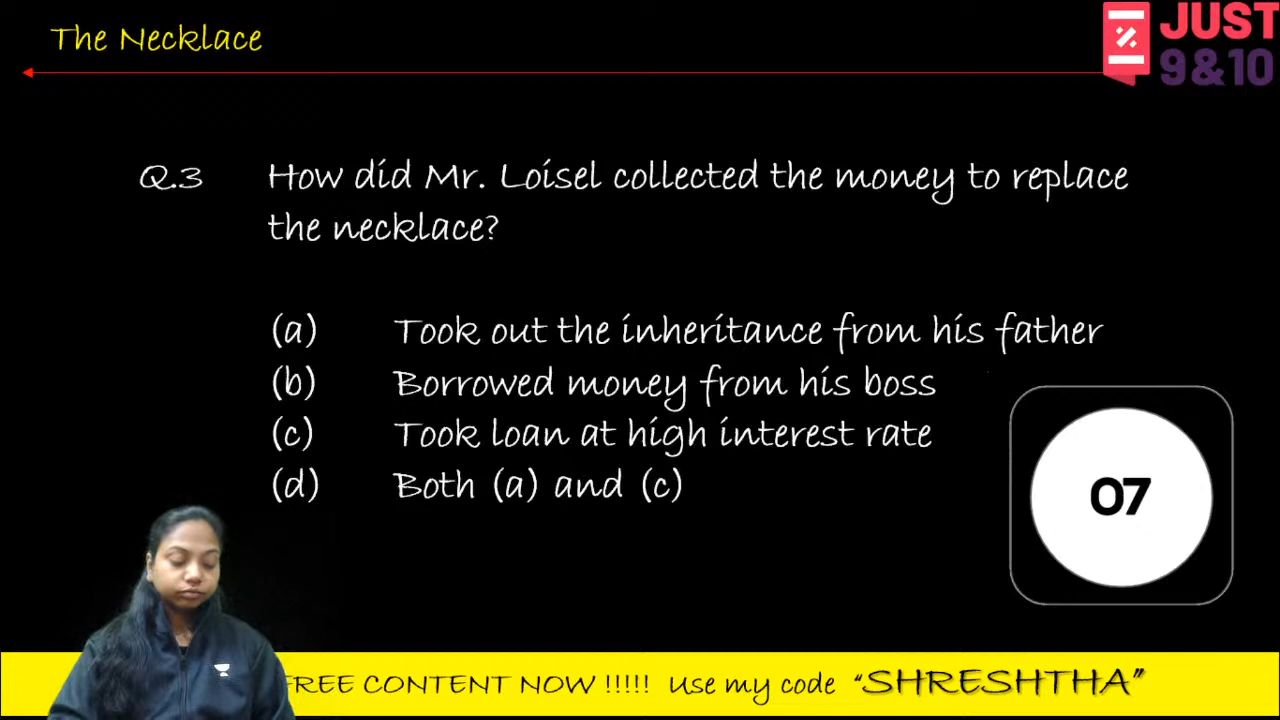 The Necklace
JUST
9 & 10
Q.3 How did Mr. Loisel collected the money to replace
the necklace?
(a) Took out the inheritance from his father
(b) Borrowed money from his boss
(c) Took loan at high interest rate
(d) Both (a) and (c)
07
FREE CONTENT NOW !!!!! Use my code "SHRESHTHA"